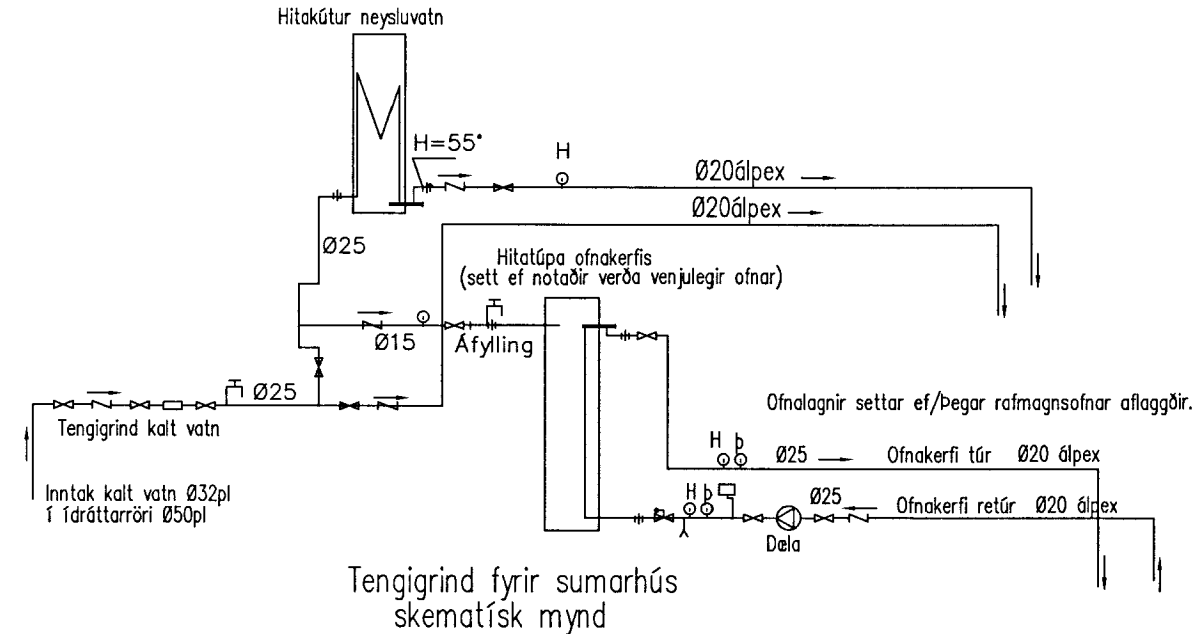 Hitakútur neysluvatn
H=55°
H
Ø20álpex
Ø20álpex
Ø25
Hitatúpa ofnakerfis
(sett ef notaðir verða venjulegir ofnar)
Ø15
Áfylling
Ø25
Tengigrind kalt vatn
Ofnalagnir settar ef/Þegar rafmagnsofnar aflaggðir.
H þ
Ø25
Ofnakerfi túr Ø20 álpex
Inntak kalt vatn Ø32pl
í ídráttarröri Ø50pl
H þ
Ø25
Ofnakerfi retúr Ø20 álpex
Dæla
Tengigrind fyrir sumarhús
skematísk mynd